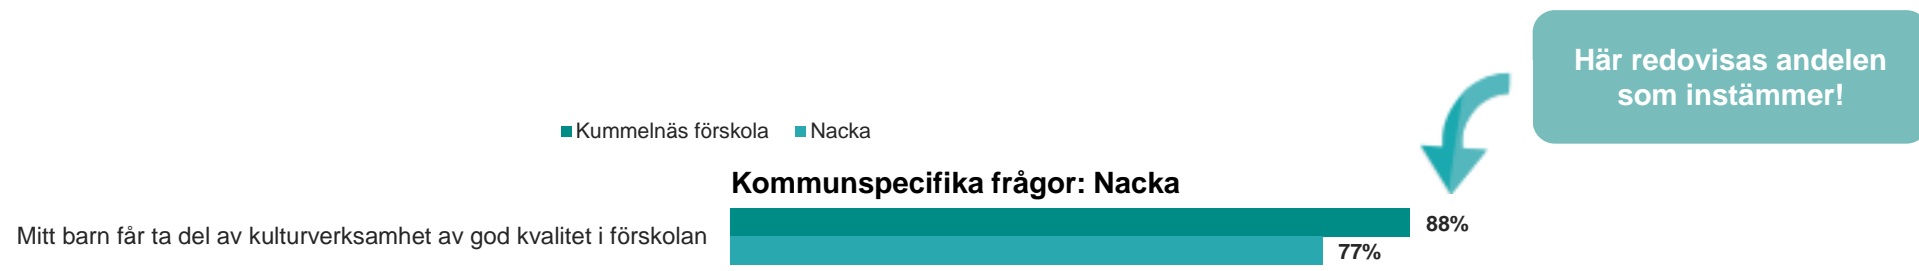 Här redovisas andelen
som instämmer!
Kummelnäs förskola Nacka
Kommunspecifika frågor: Nacka
Mitt barn får ta del av kulturverksamhet av god kvalitet i förskolan
88%
77%